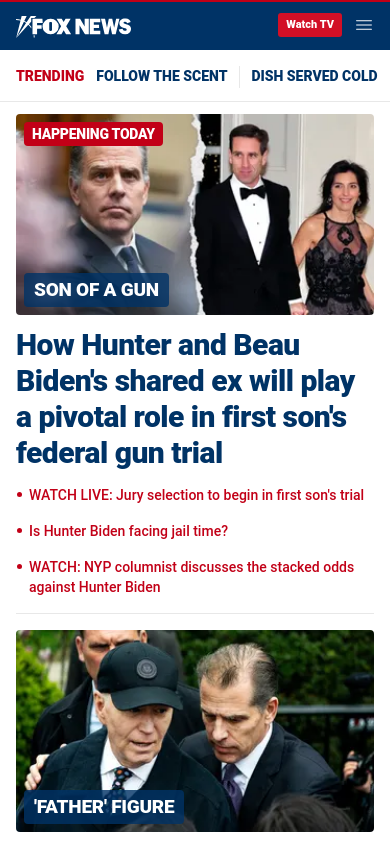 FOX NEWS
Watch TV
TRENDING FOLLOW THE SCENT DISH SERVED COLD
HAPPENING TODAY
SON OF A GUN
How Hunter and Beau
Biden's shared ex will play
a pivotal role in first son's
federal gun trial
• WATCH LIVE: Jury selection to begin in first son's trial
• Is Hunter Biden facing jail time?
• WATCH: NYP columnist discusses the stacked odds
against Hunter Biden
'FATHER' FIGURE